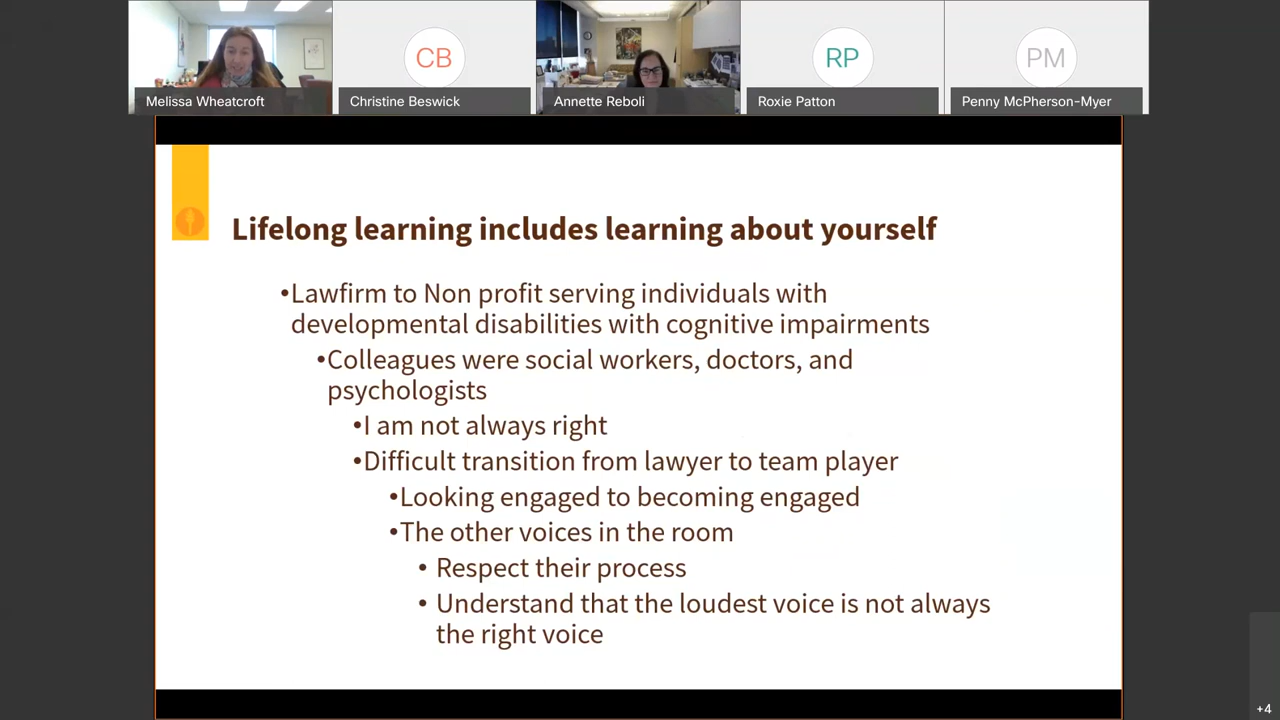 CB
RP
PM
Melissa Wheatcroft
Christine Beswick
Annette Reboli
Roxie Patton
Penny McPherson-Myer
Lifelong learning includes learning about yourself
•Lawfirm to Non profit serving individuals with
developmental disabilities with cognitive impairments
•Colleagues were social workers, doctors, and
psychologists
•I am not always right
•Difficult transition from lawyer to team player
•Looking engaged to becoming engaged
•The other voices in the room
• Respect their process
• Understand that the loudest voice is not always
the right voice
+4